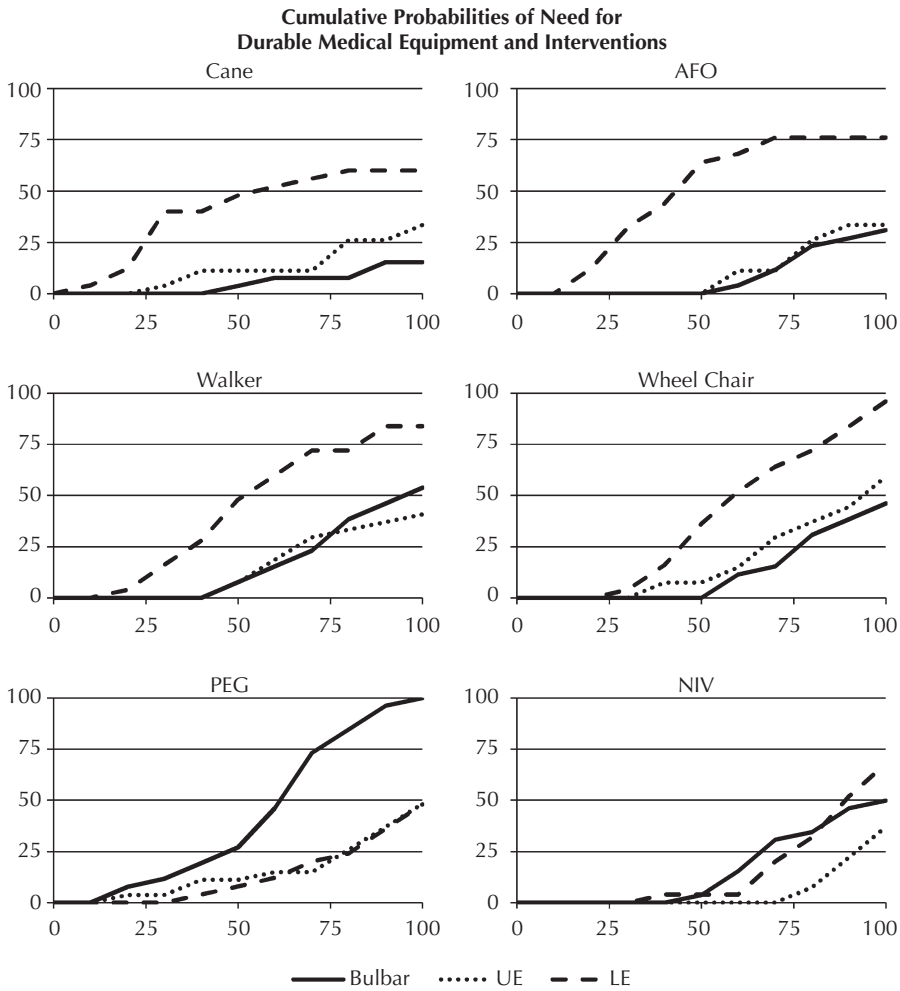 Cumulative Probabilities of Need for
Durable Medical Equipment and Interventions
Cane
100
75
50
25
0
0 25 50 75 100
AFO
100
75
50
25
0
0 25 50 75 100
Walker
100
75
50
25
0
0 25 50 75 100
Wheel Chair
100
75
50
25
0
0 25 50 75 100
PEG
100
75
50
25
0
0 25 50 75 100
NIV
100
75
50
25
0
0 25 50 75 100
Bulbar UE LE